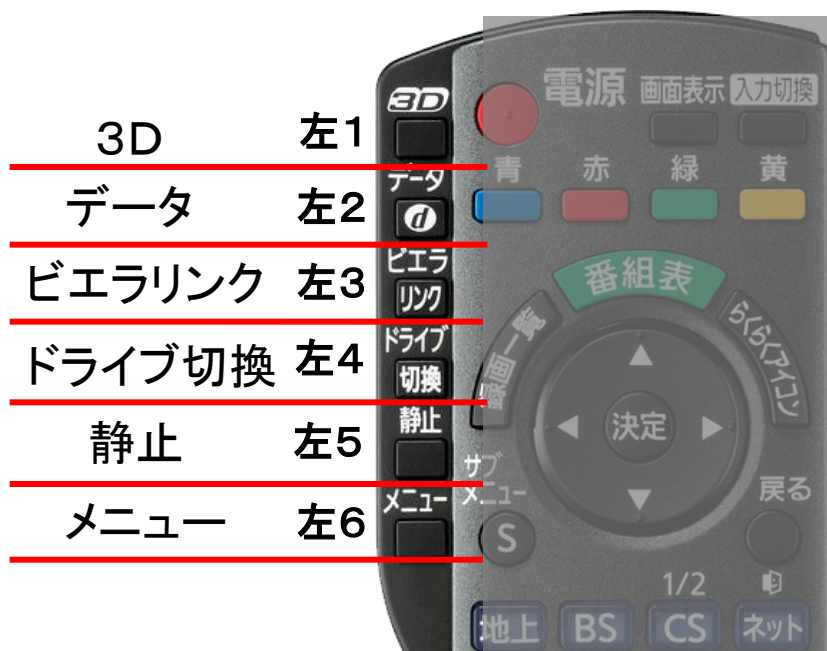 3D 左1
データ 左2
ビエラリンク 左3
ドライブ切換 左4
静止 左5
メニュー 左6
3D
データ
d
ビエラ
リンク
ドライブ
切換
静止
メニュー
電源 画面表示 入力切換
青 赤 緑 黄
番組表
録画一覧
らくらくアイコン
決定
サブ
メニュー
S
戻る
1/2
地上 BS CS ネット